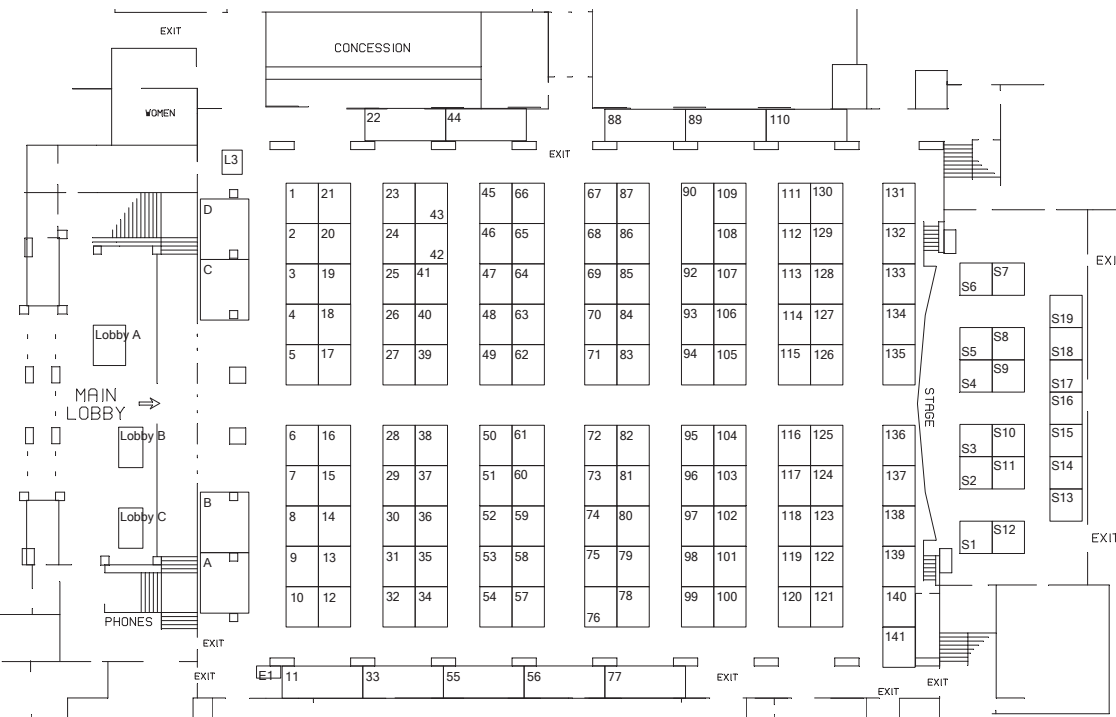 EXIT
CONCESSION
WOMEN
22 44 88 89 110
EXIT
L3
1 21 23 43 45 66 67 87 90 109 111 130 131
D
2 20 24 42 46 65 68 86 108 112 129 132
C
3 19 25 41 47 64 69 85 92 107 113 128 133
EXI
S6 S7
4 18 26 40 48 63 70 84 93 106 114 127 134
S19
Lobby A
5 17 27 39 49 62 71 83 94 105 115 126 135
S5 S8
S18
S4 S9
S17
MAIN
LOBBY
STAGE
S16
Lobby B
6 16 28 38 50 61 72 82 95 104 116 125 136
S3 S10
S15
7 15 29 37 51 60 73 81 96 103 117 124 137
S2 S11
S14
B
S13
Lobby C
8 14 30 36 52 59 74 80 97 102 118 123 138
S1 S12
EXIT
A
9 13 31 35 53 58 75 79 98 101 119 122 139
10 12 32 34 54 57 76 78 99 100 120 121 140
PHONES
141
EXIT
EXIT
E1 11 33 55 56 77
EXIT
EXIT
EXIT